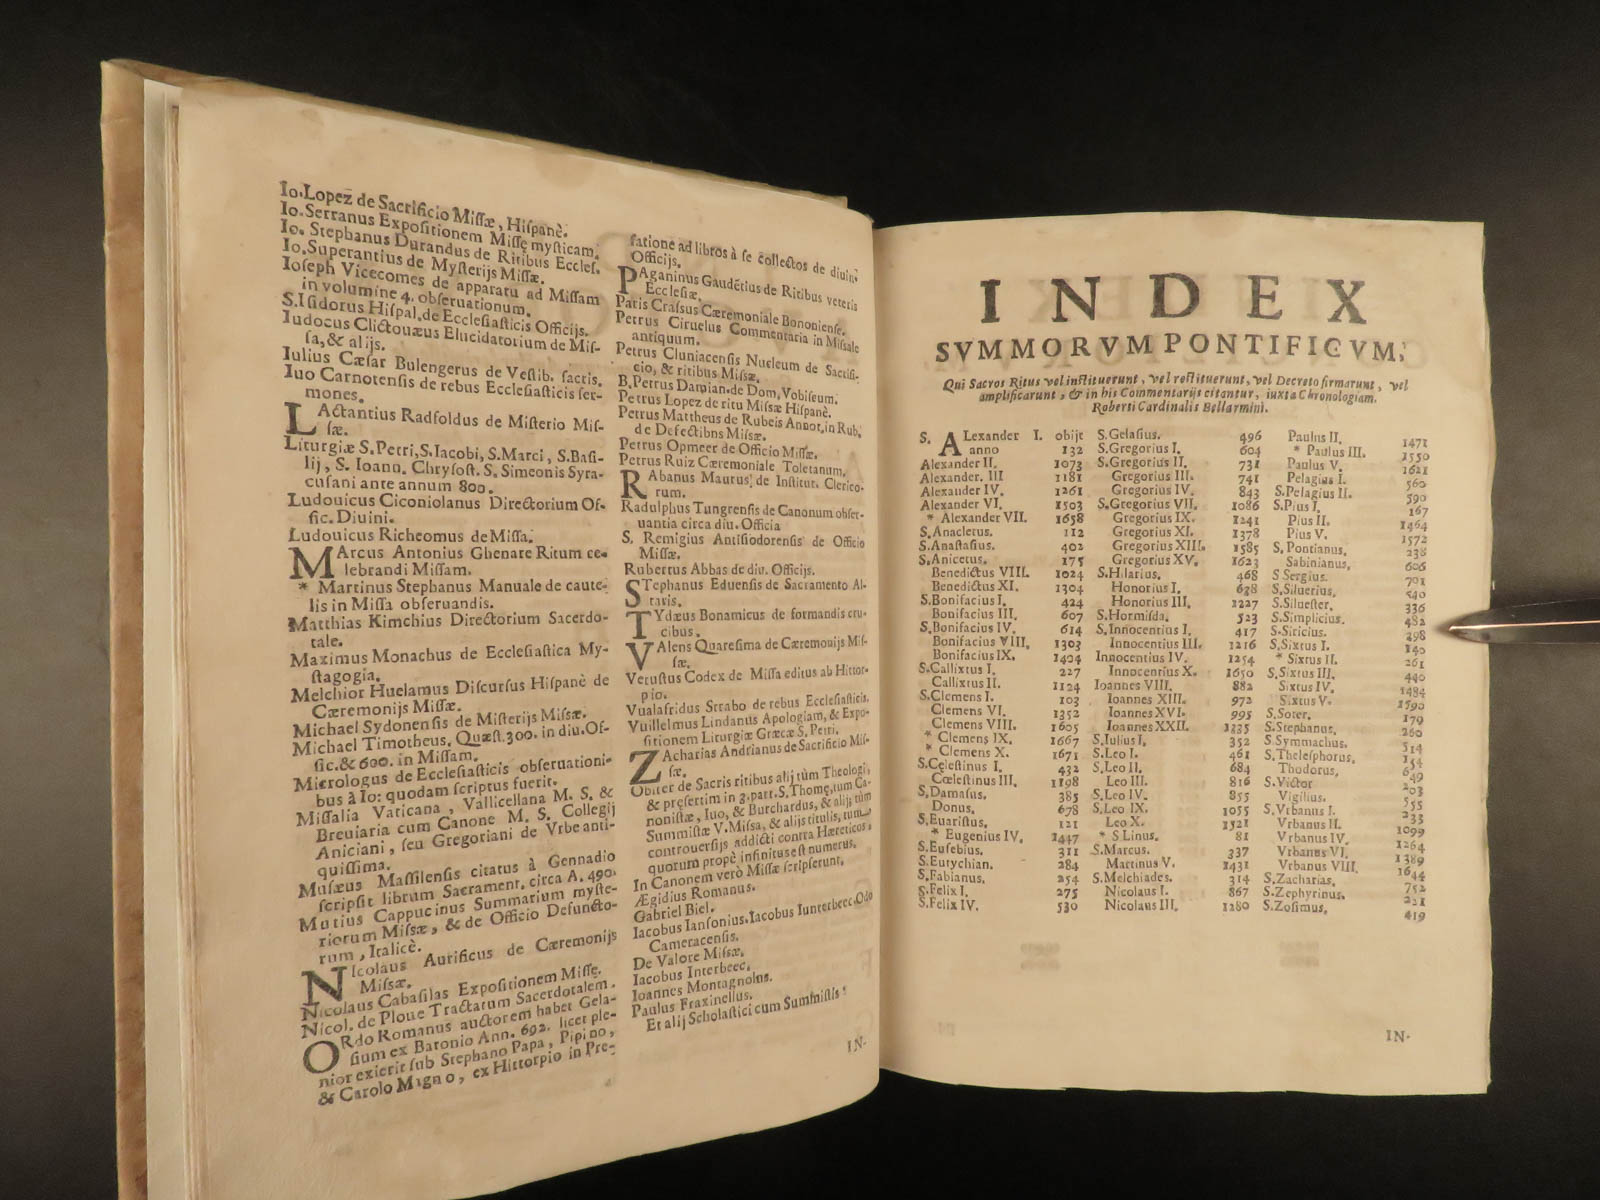 Io. Lopez de Sacrificio Missæ, Hispanè.
Io. Serranus Expositionem Missę mysticam.
Io. Stephanus Durandus de Ritibus Eccles.
Io. Superantius de Mysterijs Missæ.
Ioseph Vicecomes de apparatu ad Missam
in volumine 4. obseruationum.
S. Isidorus Hispal. de Ecclesiasticis Officijs.
Iudocus Clictouæus Elucidatorium de Mis-
sa, & alijs.
Iulius Cæsar Bulengerus de Vestib. sacris.
Iuo Carnotensis de rebus Ecclesiasticis ser-
mones.
LActantius Radfoldus de Misterio Mis-
sæ.
Liturgiæ S. Petri, S. Iacobi, S. Marci, S. Basi-
lij, S. Ioann. Chrysost. S. Simeonis Syra-
cusani ante annum 800.
Ludouicus Ciconiolanus Directorium Of-
fic. Diuini.
Ludouicus Richeomus de Missa.
MArcus Antonius Ghenare Ritum ce-
lebrandi Missam.
* Martinus Stephanus Manuale de caute-
lis in Missa obseruandis.
Matthias Kimchius Directorium Sacerdo-
tale.
Maximus Monachus de Ecclesiastica My-
stagogia.
Melchior Huelamus Discursus Hispanè de
Cæremonijs Missæ.
Michael Sydonensis de Misterijs Missæ.
Michael Timotheus. Quæst. 300. in diu. Of-
fic. & 600. in Missam.
Micrologus de Ecclesiasticis obseruationi-
bus à Io: quodam scriptus fuerit.
Missalia Vaticana, Vallicellana M. S. &
Breuiaria cum Canone M. S. Collegij
Aniciani, seu Gregoriani de Vrbe anti-
quissima.
Musæus Massilensis citatus à Gennadio
scripsit librum Sacrament. circa A. 490.
Mutius Cappucinus Summarium myste-
riorum Missæ, & de Officio Defuncto-
rum, Italicè.
NIcolaus Aurificus de Cæremonijs
Missæ.
Nicolaus Cabasilas Expositionem Missę.
Nicol. de Ploue Tractatum Sacerdotalem.
ORdo Romanus auctorem habet Gela-
sium ex Baronio Ann. 692. licet ple-
nior exierit sub Stephano Papa, Pipino,
& Carolo Magno, ex Hittorpio in Præ-
fatione ad libros à se collectos de diuin.
Officijs.
PAganinus Gaudẽtius de Ritibus veteris
Ecclesiæ.
Paris Crassus Cæremoniale Bononiense.
Petrus Ciruelus Commentaria in Missale
antiquum.
Petrus Cluniacensis Nucleum de Sacrifi-
cio, & ritibus Missæ.
B. Petrus Damian. de Dom. Vobiscum.
Petrus Lopez de ritu Missæ Hispanè.
Petrus Mattheus de Rubeis Annot. in Rub.
de Defectibns Missæ.
Petrus Opmeer de Officio Missæ.
Petrus Ruiz Cæremoniale Toletanum.
RAbanus Maurus de Institut. Clerico-
rum.
Radulphus Tungrensis de Canonum obser-
uantia circa diu. Officia
S. Remigius Antisiodorensis de Officio
Missæ.
Rubertus Abbas de diu. Officijs.
STephanus Eduensis de Sacramento Al-
taris.
TYdæus Bonamicus de formandis cru-
cibus.
VAlens Quaresima de Cæremonijs Mis-
sæ.
Vetustus Codex de Missa editus ab Hittor-
pio.
Vualafridus Strabo de rebus Ecclesiasticis.
Vuillelmus Lindanus Apologiam, & Expo-
sitionem Liturgiæ Græcæ S. Petri.
ZAcharias Andrianus de Sacrificio Mis-
sæ.
Obiter de Sacris ritibus alij tùm Theologi,
& præsertim in 3. part. S. Thomę, tum Ca-
nonistæ, Iuo, & Burchardus, & alij; tùm
Summistæ V. Missa, & alijs titulis, tum
controuersijs addicti contra Hæreticos,
quorum propè infinitus est numerus.
In Canonem verò Missæ scripserunt.
Ægidius Romanus.
Gabriel Biel.
Iacobus Iansonius. Iacobus Iunterbecc. Odo
Cameracensis.
De Valore Missæ.
Iacobus Interbecc.
Ioannes Montagnolus.
Paulus Fraxinellus.
Et alij Scholastici cum Summistis.
IN-
INDEX
SVMMORVM PONTIFICVM,
Qui Sacros Ritus vel instituerunt, vel restituerunt, vel Decreto firmarunt, vel
amplificarunt, & in his Commentarijs citantur, iuxta Chronologiam.
Roberti Cardinalis Bellarmini.
S. ALexander I. obijt
anno 132
Alexander II. 1073
Alexander. III 1181
Alexander IV. 1261
Alexander VI. 1503
* Alexander VII. 1658
S. Anacletus. 112
S. Anastasius. 402
S. Anicetus. 175
Benedictus VIII. 1024
Benedictus XI. 1304
S. Bonifacius I. 424
Bonifacius III. 607
S. Bonifacius IV. 614
Bonifacius VIII. 1303
Bonifacius IX. 1404
S. Callixtus I. 227
Callixtus II. 1124
S. Clemens I. 103
Clemens VI. 1352
Clemens VIII. 1605
* Clemens IX. 1667
* Clemens X. 1671
S. Cęlestinus I. 432
Cœlestinus III. 1198
S. Damasus. 385
Donus. 678
S. Euaristus. 121
* Eugenius IV. 1447
S. Eusebius. 311
S. Eutychian. 284
S. Fabianus. 254
S. Felix I. 275
S. Felix IV. 530
S. Gelasius. 496
S. Gregorius I. 604
S. Gregorius II. 731
Gregorius III. 741
Gregorius IV. 843
S. Gregorius VII. 1086
Gregorius IX. 1241
Gregorius XI. 1378
Gregorius XIII. 1585
Gregorius XV. 1623
S. Hilarius. 468
Honorius I. 638
Honorius III. 1227
S. Hormisda. 523
S. Innocentius I. 417
Innocentius III. 1216
Innocentius IV. 1254
Innocentius X. 1650
Ioannes VIII. 882
Ioannes XIII. 972
Ioannes XVI. 995
Ioannes XXII. 1335
S. Iulius I. 352
S. Leo I. 461
S. Leo II. 684
Leo III. 816
S. Leo IV. 855
S. Leo IX. 1055
Leo X. 1521
* S Linus. 81
S. Marcus. 337
Martinus V. 1431
S. Melchiades. 314
Nicolaus I. 867
Nicolaus III. 1280
Paulus II. 1471
* Paulus III. 1550
Paulus V. 1621
Pelagius I. 560
S. Pelagius II. 590
S. Pius I. 167
Pius II. 1464
Pius V. 1572
S. Pontianus. 238
Sabinianus. 606
S Sergius. 701
S. Siluerius. 540
S. Siluester. 336
S. Simplicius. 482
S. Siricius. 398
S. Sixtus I. 140
* Sixtus II. 261
S. Sixtus III. 440
Sixtus IV. 1484
Sixtus V. 1590
S. Soter. 179
S. Stephanus. 260
S. Symmachus. 514
S. Thelesphorus. 154
Thodorus. 649
S. Victor 203
Vigilius. 555
S. Vrbanus I. 233
Vrbanus II. 1099
Vrbanus IV. 1264
Vrbanus VI. 1389
Vrbanus VIII. 1644
S. Zacharias. 752
S. Zephyrinus. 221
S. Zosimus. 419
IN-